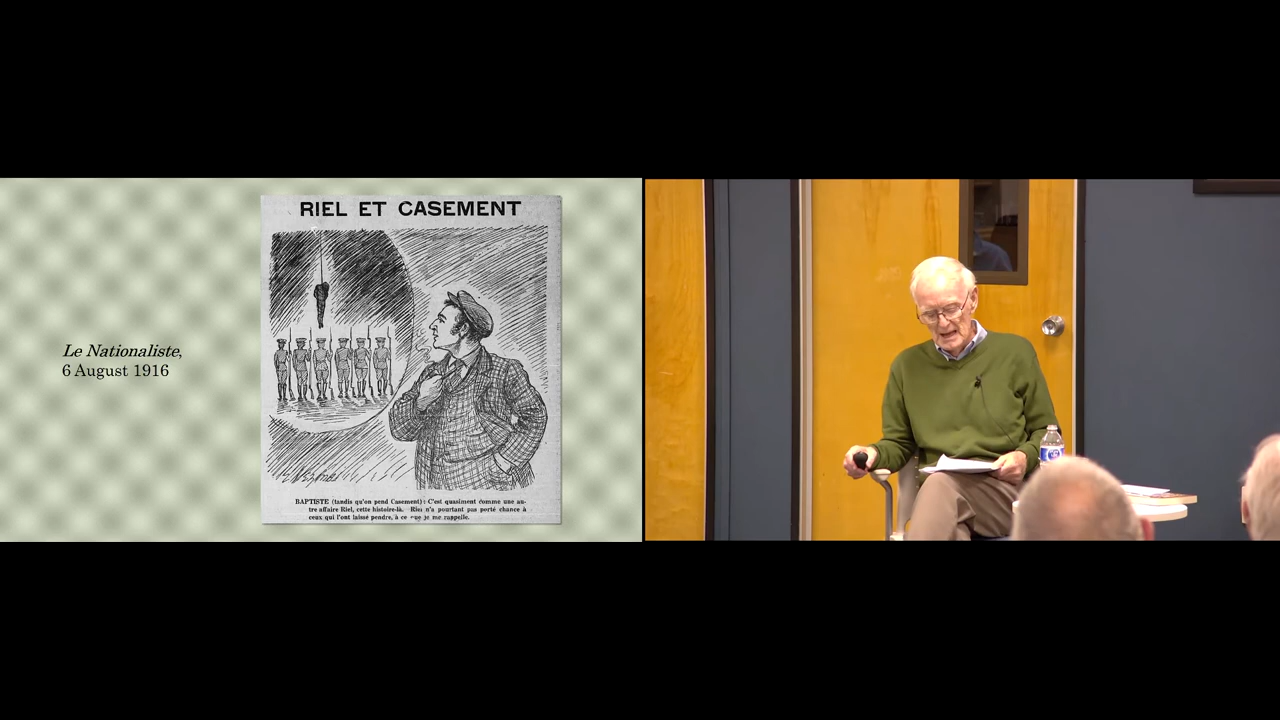 Le Nationaliste,
6 August 1916
RIEL ET CASEMENT
BAPTISTE (tandis qu'on pend Casement) : C'est quasiment comme une au-
tre affaire Riel, cette histoire-là. Riel n'a pourtant pas porté chance à
ceux qui l'ont laissé pendre, à ce que je me rappelle.